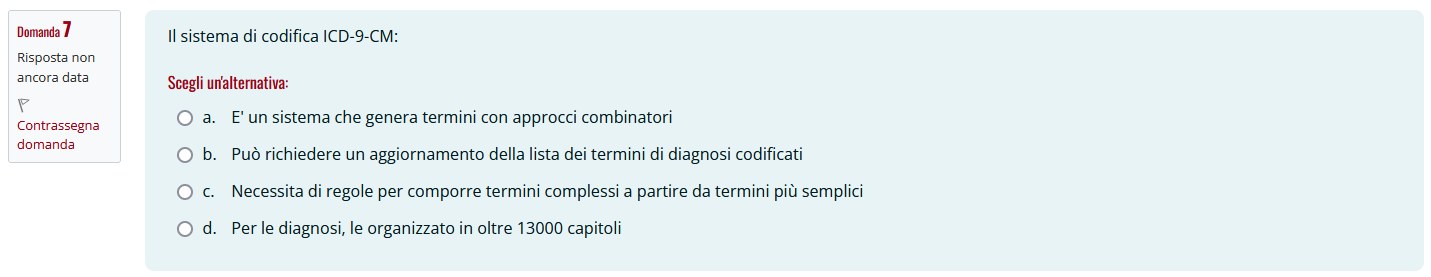 Domanda 7
Risposta non
ancora data
Contrassegna
domanda
Il sistema di codifica ICD-9-CM:
Scegli un'alternativa:
a. E' un sistema che genera termini con approcci combinatori
b. Può richiedere un aggiornamento della lista dei termini di diagnosi codificati
c. Necessita di regole per comporre termini complessi a partire da termini più semplici
d. Per le diagnosi, le organizzato in oltre 13000 capitoli